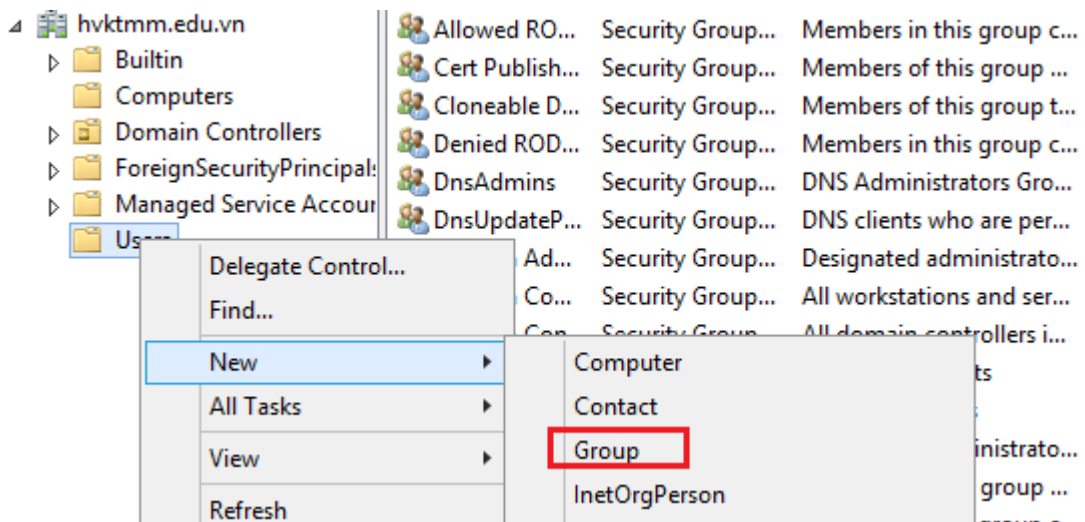 hvktmm.edu.vn
Builtin
Computers
Domain Controllers
ForeignSecurityPrincipals
Managed Service Accour
Users
Allowed RO... Security Group... Members in this group c...
Cert Publish... Security Group... Members of this group ...
Cloneable D... Security Group... Members of this group t...
Denied ROD... Security Group... Members in this group c...
DnsAdmins Security Group... DNS Administrators Gro...
DnsUpdateP... Security Group... DNS clients who are per...
Ad... Security Group... Designated administrato...
Co... Security Group... All workstations and ser...
Con Security Group All domain controllers i...
ts
inistrato...
group ...
Delegate Control...
Find...
New
All Tasks
View
Refresh
Computer
Contact
Group
InetOrgPerson